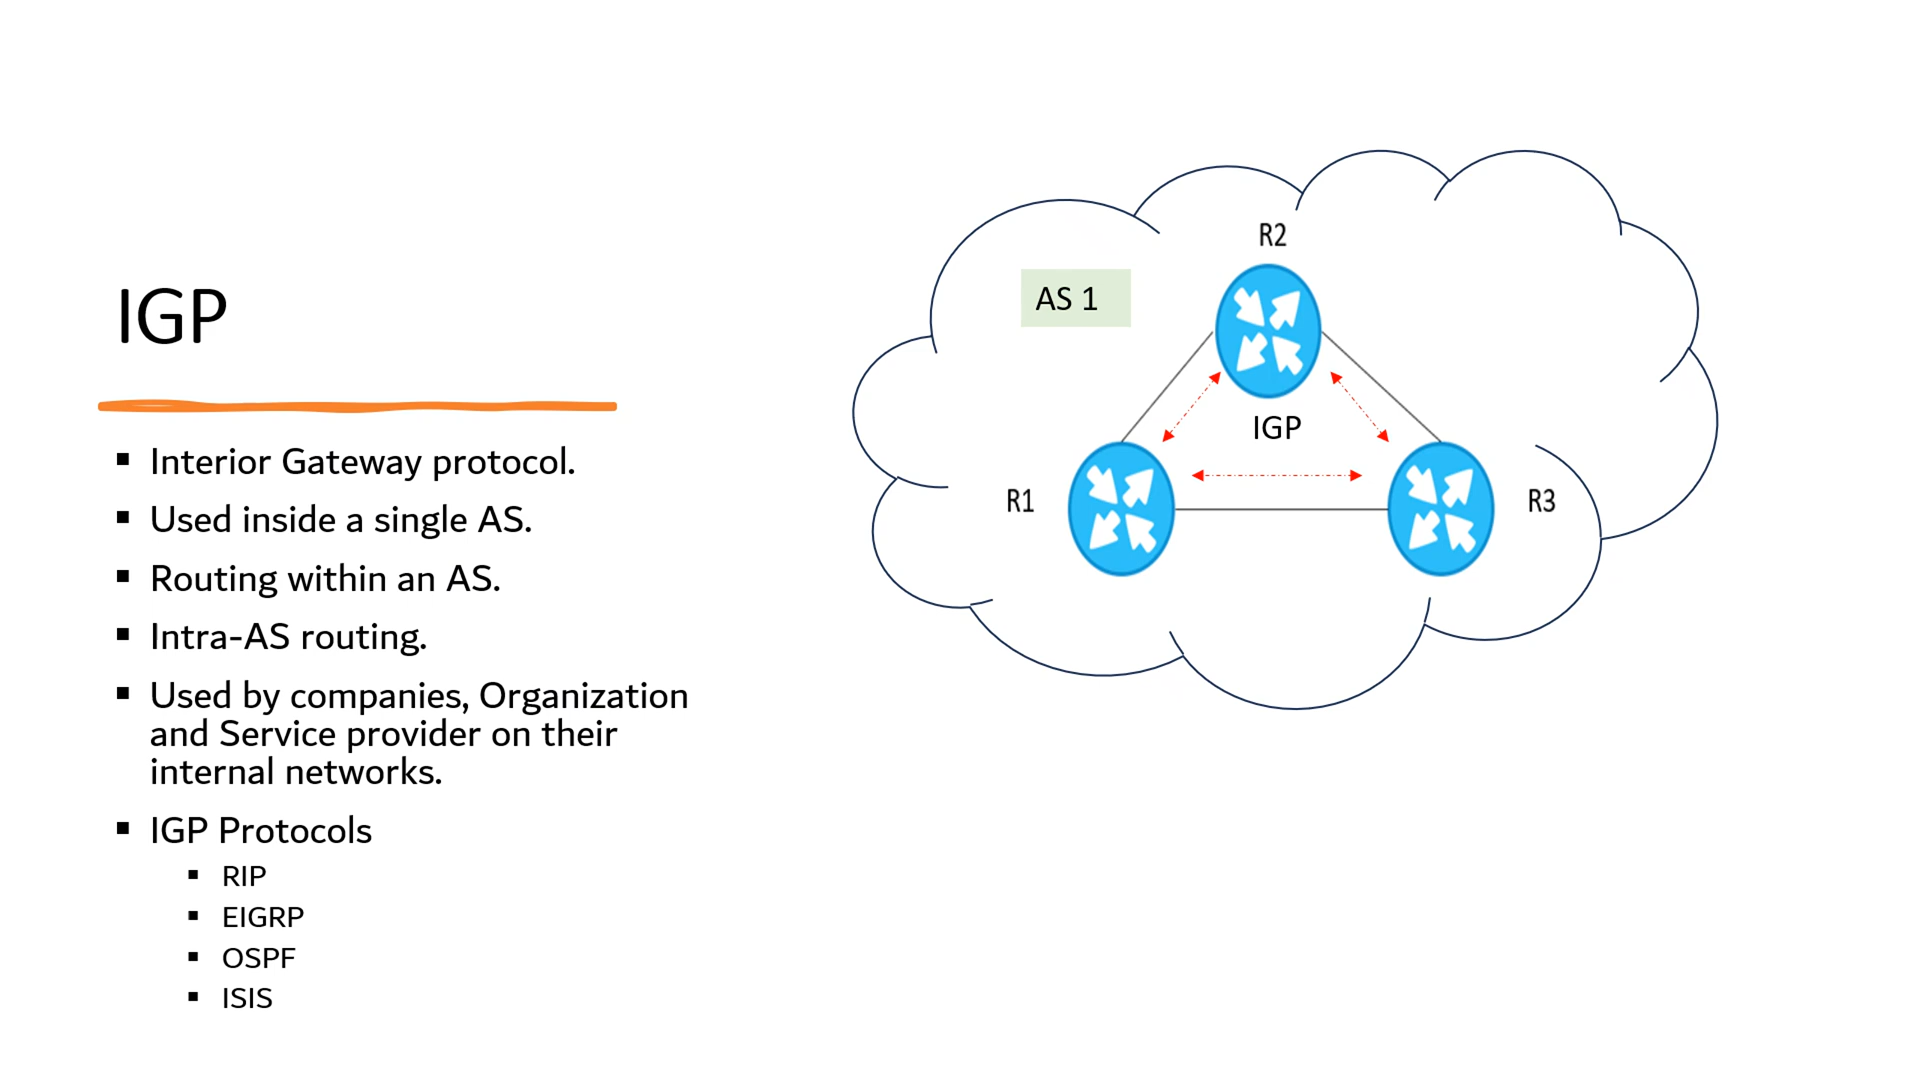 IGP
▪ Interior Gateway protocol.
▪ Used inside a single AS.
▪ Routing within an AS.
▪ Intra-AS routing.
▪ Used by companies, Organization
and Service provider on their
internal networks.
▪ IGP Protocols
▪ RIP
▪ EIGRP
▪ OSPF
▪ ISIS
R2
AS 1
IGP
R1
R3